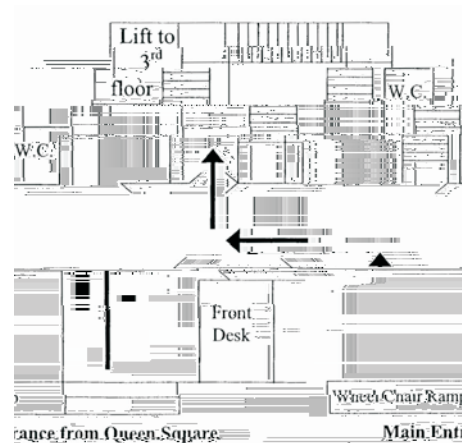 Lift to
3rd
floor
W.C
W.C
Front
Desk
Wheel Chair Ramp
rance from Queen Square
Main Ent